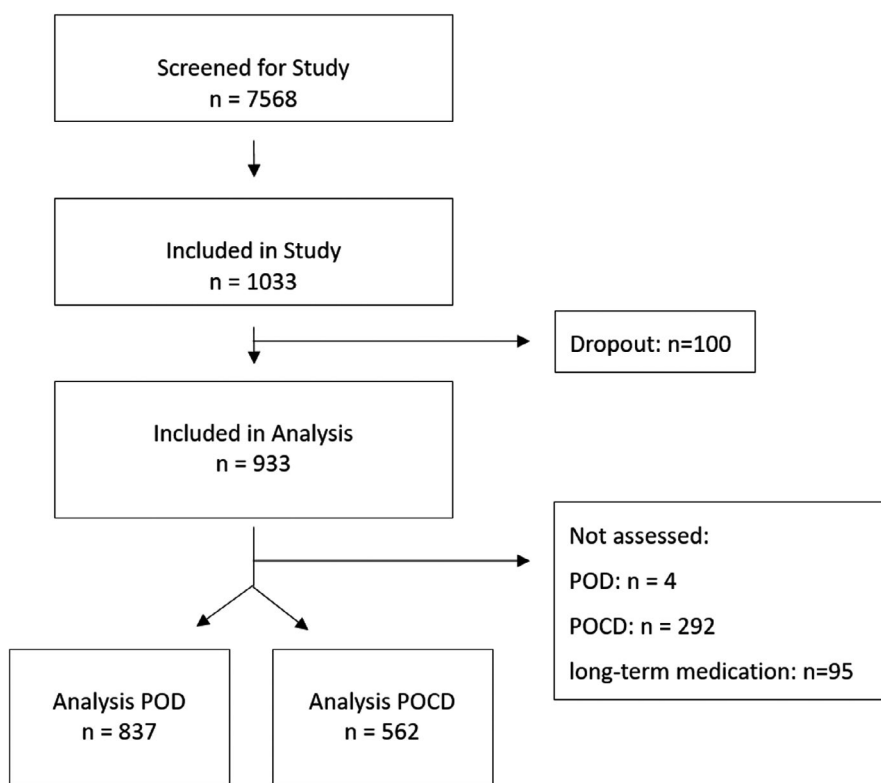 Screened for Study
n = 7568
Included in Study
n = 1033
Dropout: n=100
Included in Analysis
n = 933
Not assessed:
POD: n = 4
POCD: n = 292
long-term medication: n=95
Analysis POD
n = 837
Analysis POCD
n = 562